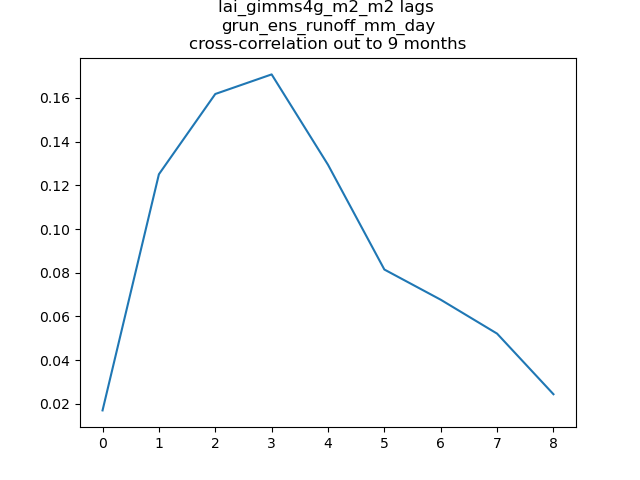 lai_gimms4g_m2_m2 lags
grun_ens_runoff_mm_day
cross-correlation out to 9 months
0.16
0.14
0.12
0.10
0.08
0.06
0.04
0.02
0 1 2 3 4 5 6 7 8